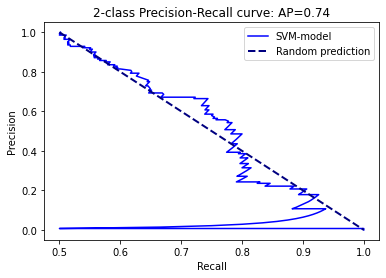 2-class Precision-Recall curve: AP=0.74
SVM-model
Random prediction
Precision
1.0
0.8
0.6
0.4
0.2
0.0
0.5 0.6 0.7 0.8 0.9 1.0
Recall